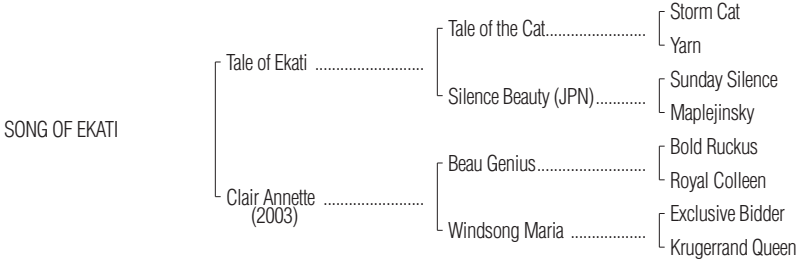 Storm Cat
Tale of the Cat........................
Yarn
Tale of Ekati ..........................
Sunday Silence
Silence Beauty (JPN)............
Maplejinsky
SONG OF EKATI
Bold Ruckus
Beau Genius..........................
Royal Colleen
Clair Annette ........................
(2003)
Exclusive Bidder
Windsong Maria ..................
Krugerrand Queen